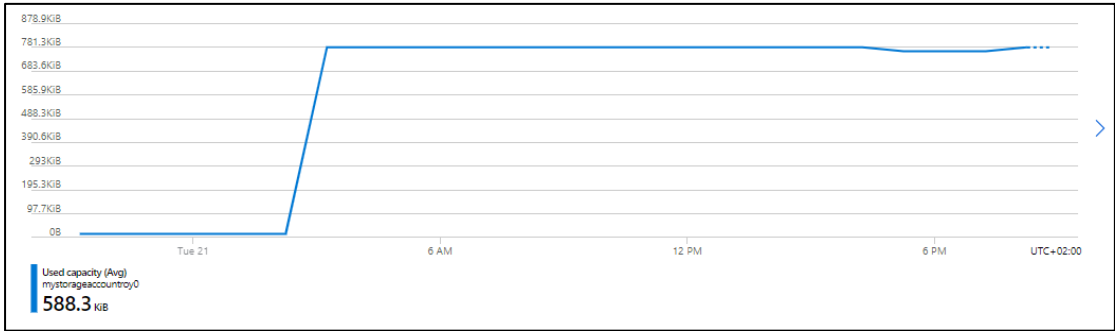 878.9KiB
781.3KiB
683.6KiB
585.9KiB
488.3KiB
390.6KiB
293KiB
195.3KiB
97.7KiB
0B
Tue 21
6 AM
12 PM
6 PM
UTC+02:00
Used capacity (Avg)
mystorageaccountroy0
588.3 KiB